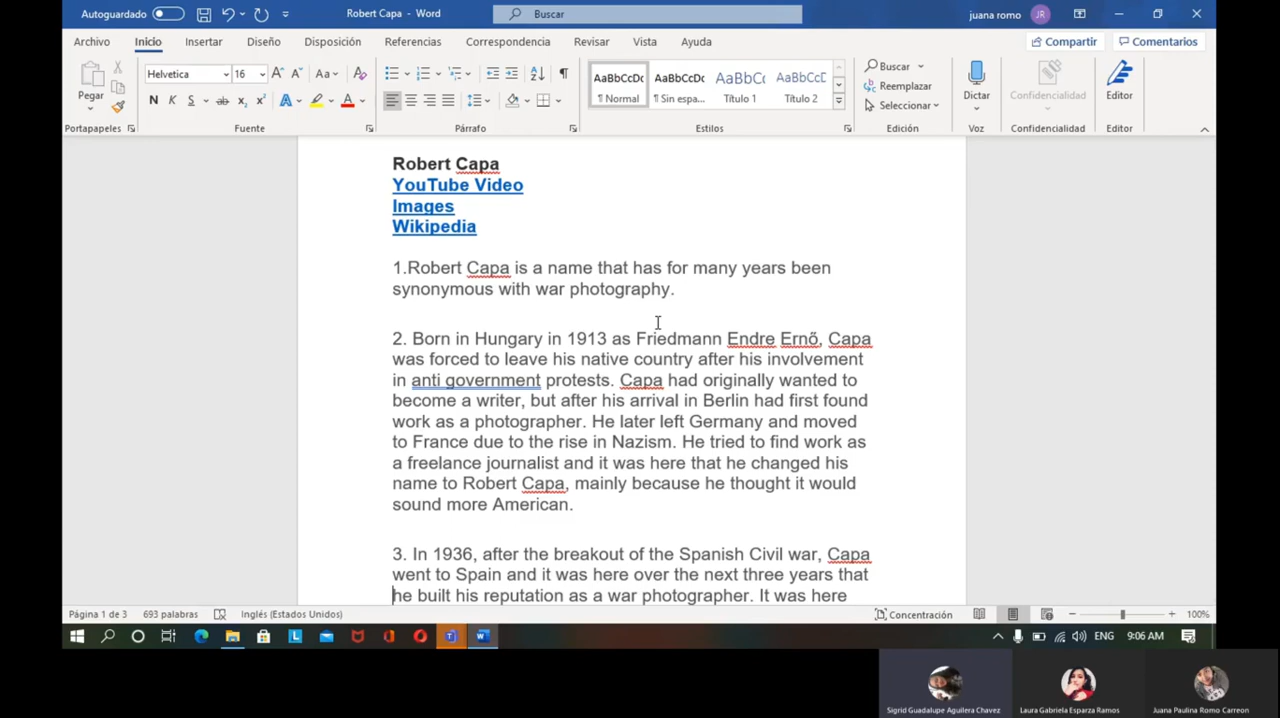 Autoguardado Robert Capa - Word Buscar juana romo JR
Archivo Inicio Insertar Diseño Disposición Referencias Correspondencia Revisar Vista Ayuda Compartir Comentarios
Pegar Helvetica 16 A^ A˅ Aa
N K S ab x₂ x² A A
AaBbCcDc AaBbCcDc AaBbCc AaBbCcD
¶ Normal ¶ Sin espa... Título 1 Título 2
Buscar
Reemplazar
Seleccionar
Dictar Confidencialidad Editor
Portapapeles Fuente Párrafo Estilos Edición Voz Confidencialidad Editor
Robert Capa
YouTube Video
Images
Wikipedia
1.Robert Capa is a name that has for many years been
synonymous with war photography.
2. Born in Hungary in 1913 as Friedmann Endre Ernő, Capa
was forced to leave his native country after his involvement
in anti government protests. Capa had originally wanted to
become a writer, but after his arrival in Berlin had first found
work as a photographer. He later left Germany and moved
to France due to the rise in Nazism. He tried to find work as
a freelance journalist and it was here that he changed his
name to Robert Capa, mainly because he thought it would
sound more American.
3. In 1936, after the breakout of the Spanish Civil war, Capa
went to Spain and it was here over the next three years that
he built his reputation as a war photographer. It was here
Página 1 de 3 693 palabras Inglés (Estados Unidos) Concentración 100%
ENG 9:06 AM
Sigrid Guadalupe Aguilera Chavez Laura Gabriela Esparza Ramos Juana Paulina Romo Carreon